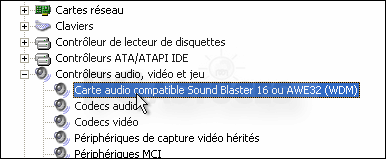 Cartes réseau
Claviers
Contrôleur de lecteur de disquettes
Contrôleurs ATA/ATAPI IDE
Contrôleurs audio, vidéo et jeu
Carte audio compatible Sound Blaster 16 ou AWE32 (WDM)
Codecs audio
Codecs vidéo
Périphériques de capture vidéo hérités
Périphériques MCI